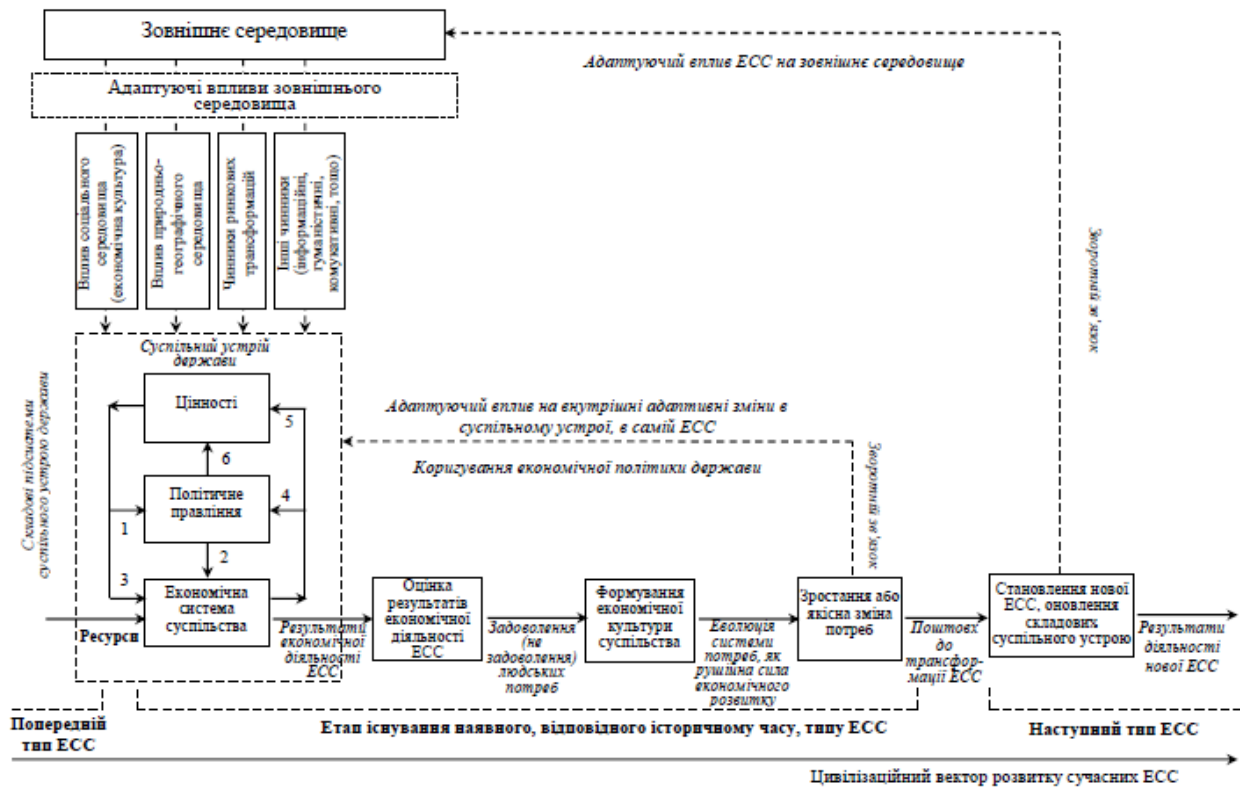 Зовнішнє середовище
Адаптуючий вплив ЕСС на зовнішнє середовище
Адаптуючі впливи зовнішнього
середовища
Вплив соціального
середовища
(економічна культура)
Вплив природньо-
географічного
середовища
Чинники ринкових
трансформацій
Інші чинники
(інформаційні,
гуманістичні,
комукативні, тощо)
Зворотний зв'язок
Складові підсистеми
суспільного устрою держави
Суспільний устрій
держави
Цінності
5
6
Політичне
правління
4
1
2
3
Економічна
система
суспільства
Адаптуючий вплив на внутрішні адаптивні зміни в
суспільному устрої, в самій ЕСС
Коригування економічної політики держави
Зворотний зв'язок
Ресурси
Результати
економічної
діяльності
ЕСС
Оцінка
результатів
економічної
діяльності ЕСС
Задоволення
(не
задоволення)
людських
потреб
Формування
економічної
культури
суспільства
Еволюція
системи
потреб, як
рушійна сила
економічного
розвитку
Зростання або
якісна зміна
потреб
Поштовх
до
трансфор-
мації ЕСС
Становлення нової
ЕСС, оновлення
складових
суспільного устрою
Результати
діяльності
нової ЕСС
Попередній
тип ЕСС
Етап існування наявного, відповідного історичному часу, типу ЕСС
Наступний тип ЕСС
Цивілізаційний вектор розвитку сучасних ЕСС